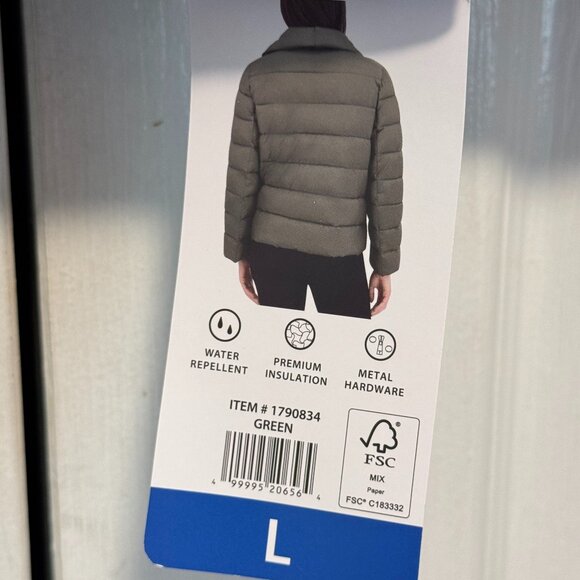 WATER
REPELLENT
PREMIUM
INSULATION
METAL
HARDWARE
ITEM # 1790834
GREEN
4 99995 20656 4
FSC
MIX
Paper
FSC® C183332
L